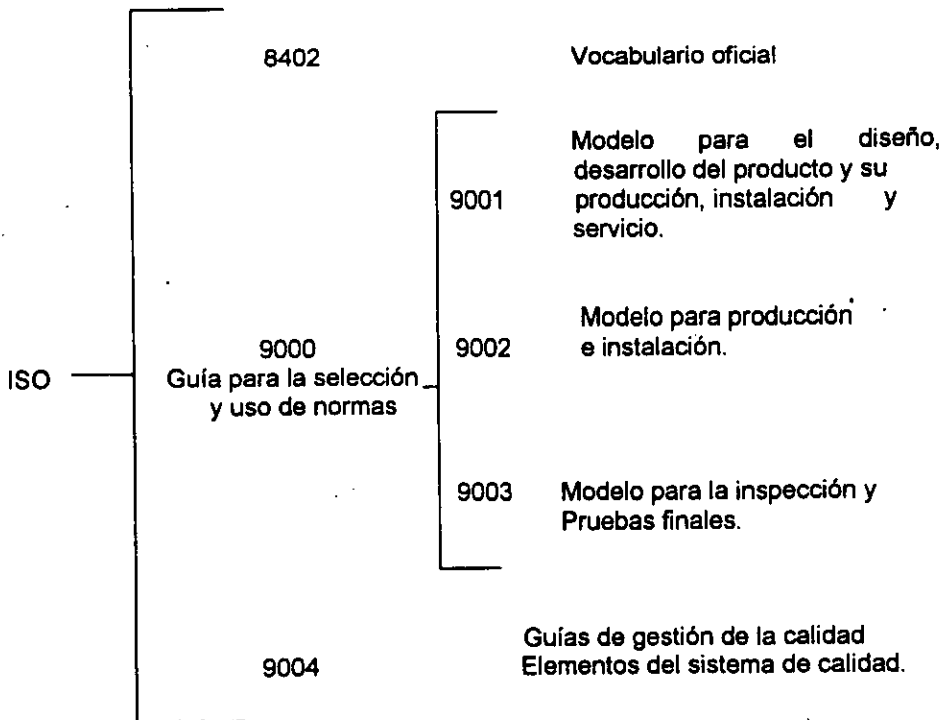 8402 Vocabulario oficial
Modelo para el diseño,
desarrollo del producto y su
9001 producción, instalación y
servicio.
Modelo para producción
9000 9002 e instalación.
ISO Guía para la selección
y uso de normas
9003 Modelo para la inspección y
Pruebas finales.
Guías de gestión de la calidad
9004 Elementos del sistema de calidad.